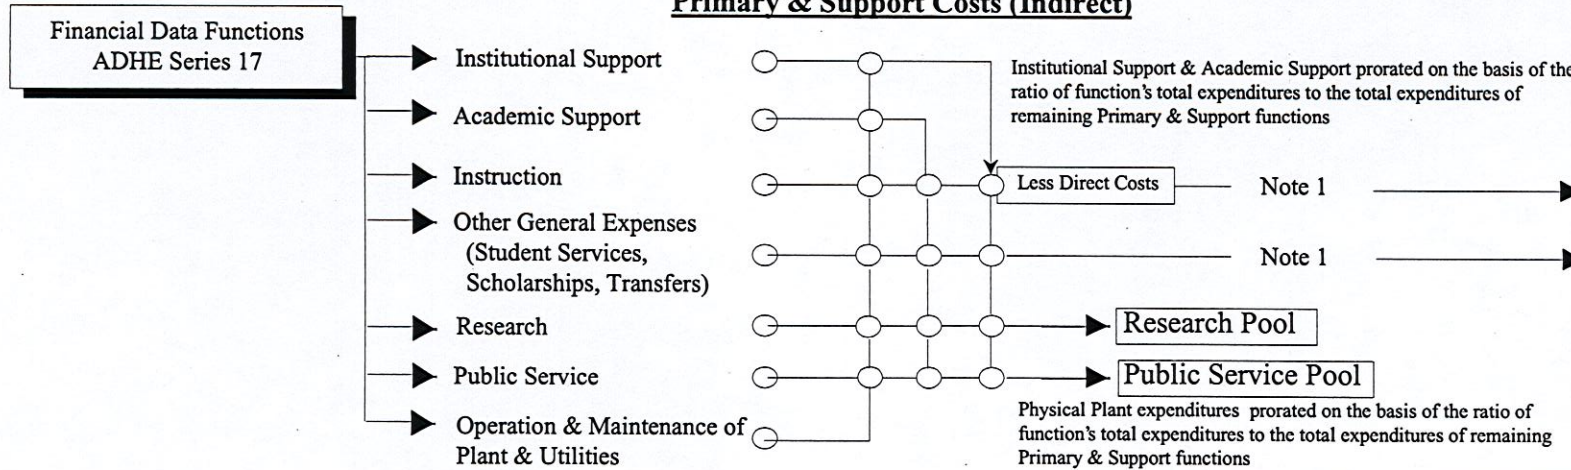 Primary & Support Costs (Indirect)
Financial Data Functions
ADHE Series 17
Institutional Support
Academic Support
Instruction
Other General Expenses
(Student Services,
Scholarships, Transfers)
Research
Public Service
Operation & Maintenance of
Plant & Utilities
Institutional Support & Academic Support prorated on the basis of the
ratio of function's total expenditures to the total expenditures of
remaining Primary & Support functions
Less Direct Costs
Note 1
Note 1
Research Pool
Public Service Pool
Physical Plant expenditures prorated on the basis of the ratio of
function's total expenditures to the total expenditures of remaining
Primary & Support functions